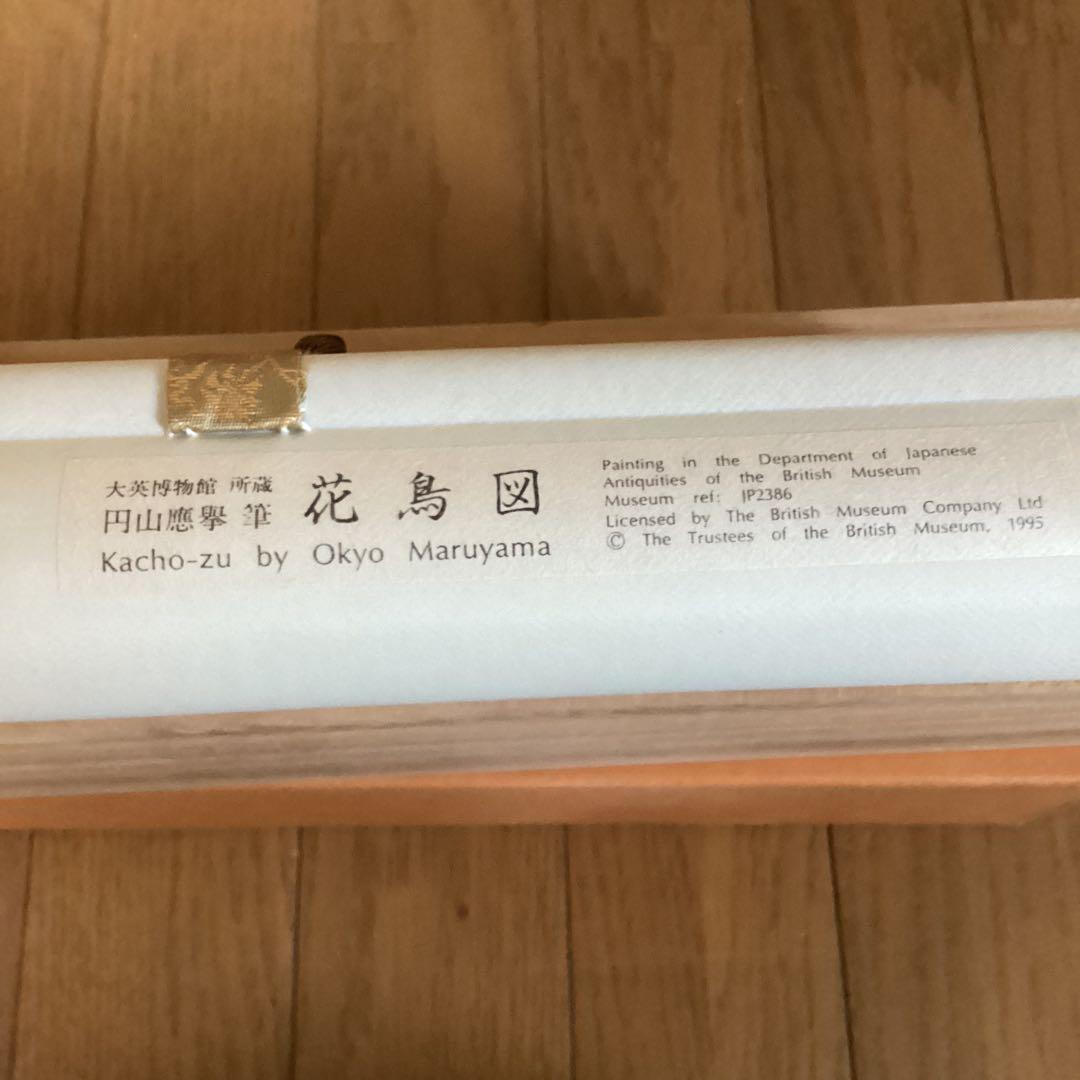 大英博物館 所蔵
円山應擧 筆
花鳥図
Kacho-zu by Okyo Maruyama
Painting in the Department of Japanese
Antiquities of the British Museum
Museum ref: JP2386
Licensed by The British Museum Company Ltd
© The Trustees of the British Museum, 1995